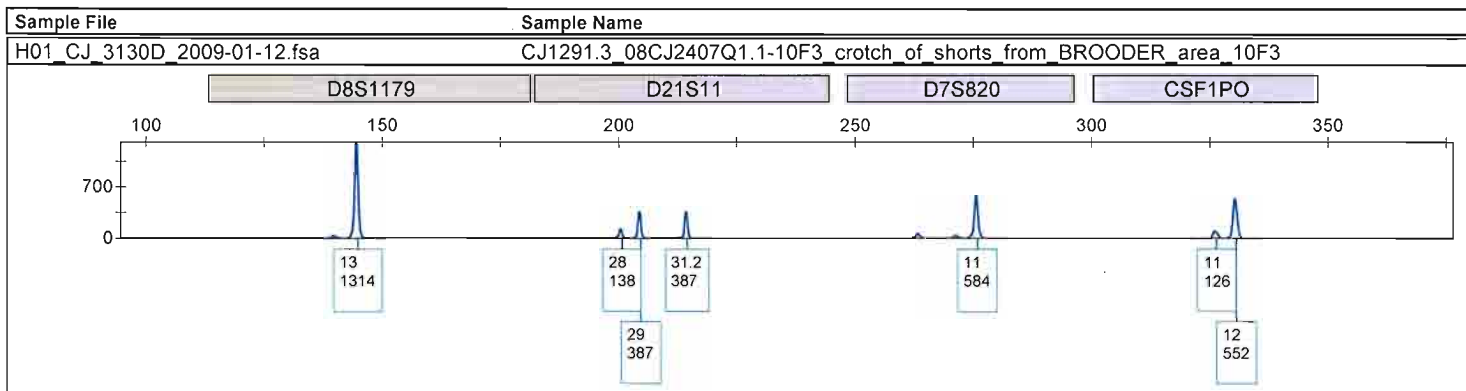 Sample File Sample Name
H01_CJ_3130D_2009-01-12.fsa CJ1291.3_08CJ2407Q1.1-10F3_crotch_of_shorts_from_BROODER_area_10F3
D8S1179 D21S11 D7S820 CSF1PO
100 150 200 250 300 350
700
0
13 28 31.2 11 11
1314 138 387 584 126
29 12
387 552